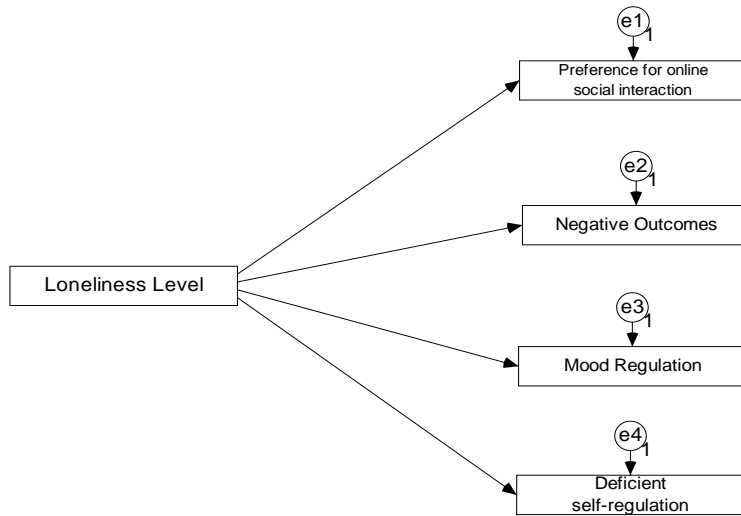 e1
1
Preference for online
social interaction
e2
1
Negative Outcomes
Loneliness Level
e3
1
Mood Regulation
e4
1
Deficient
self-regulation